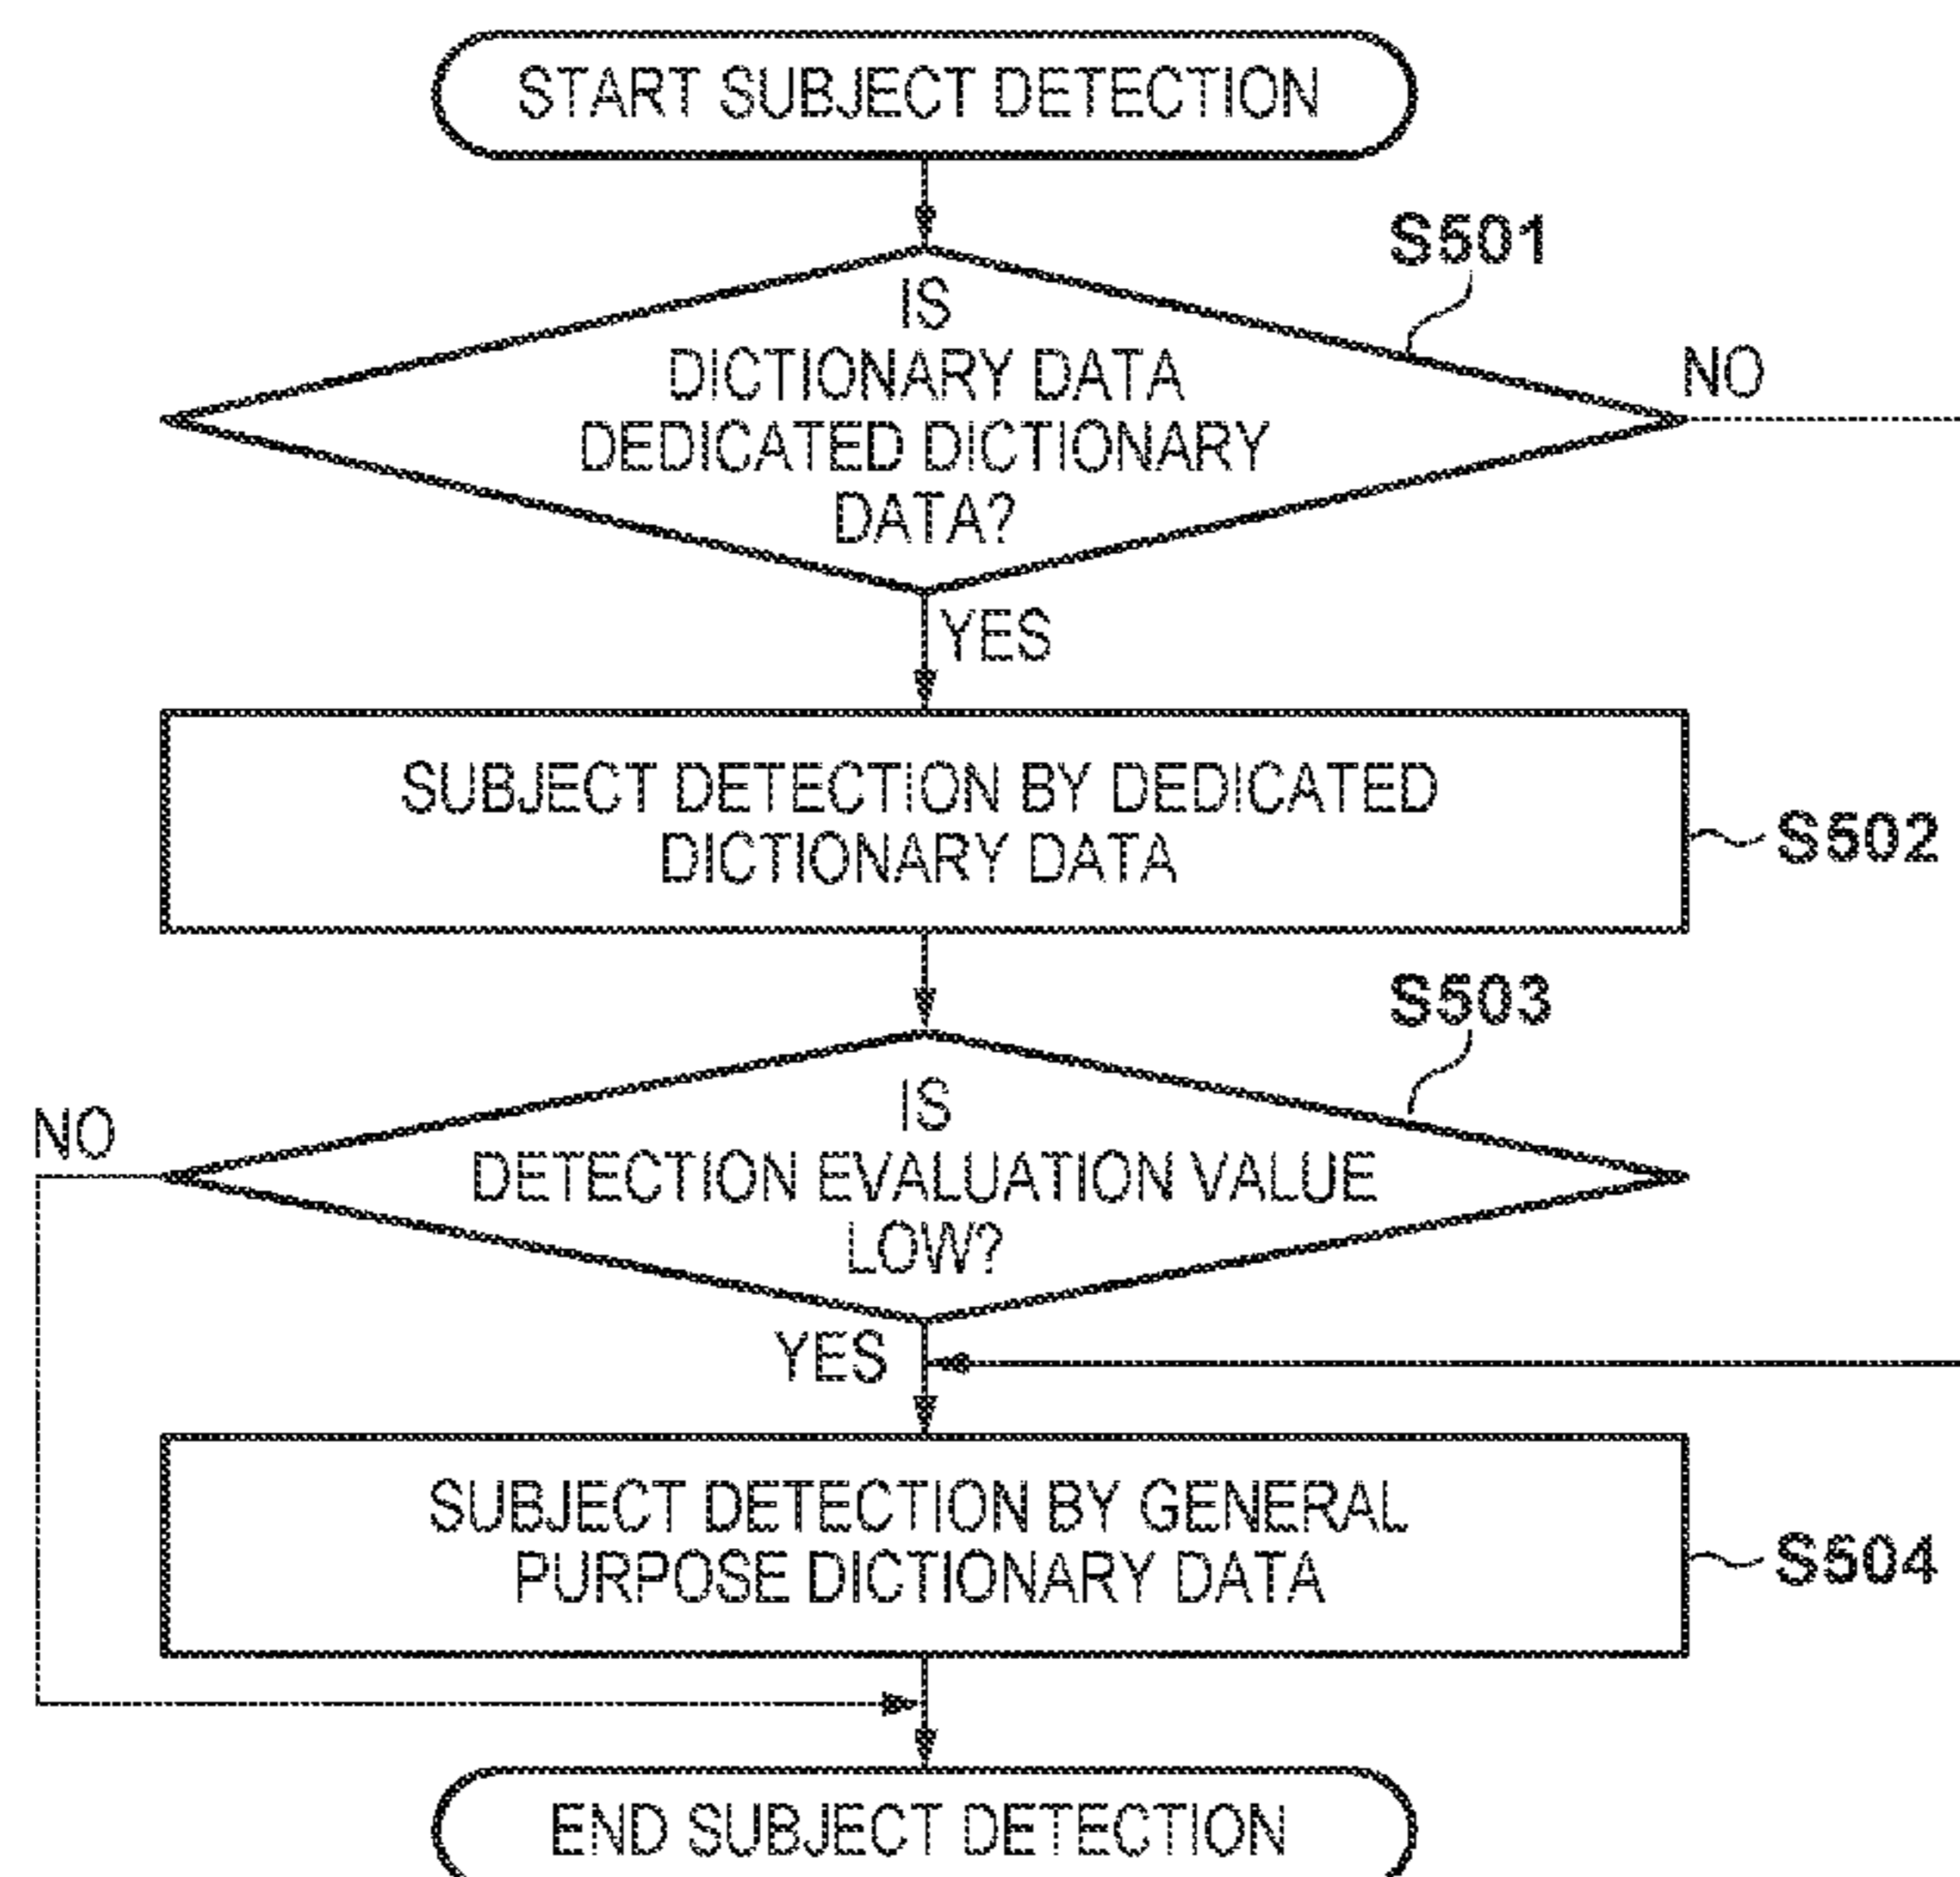 START SUBJECT DETECTION
S501
IS
DICTIONARY DATA
DEDICATED DICTIONARY
DATA?
NO
YES
SUBJECT DETECTION BY DEDICATED
DICTIONARY DATA
S502
S503
IS
DETECTION EVALUATION VALUE
LOW?
NO
YES
SUBJECT DETECTION BY GENERAL
PURPOSE DICTIONARY DATA
S504
END SUBJECT DETECTION